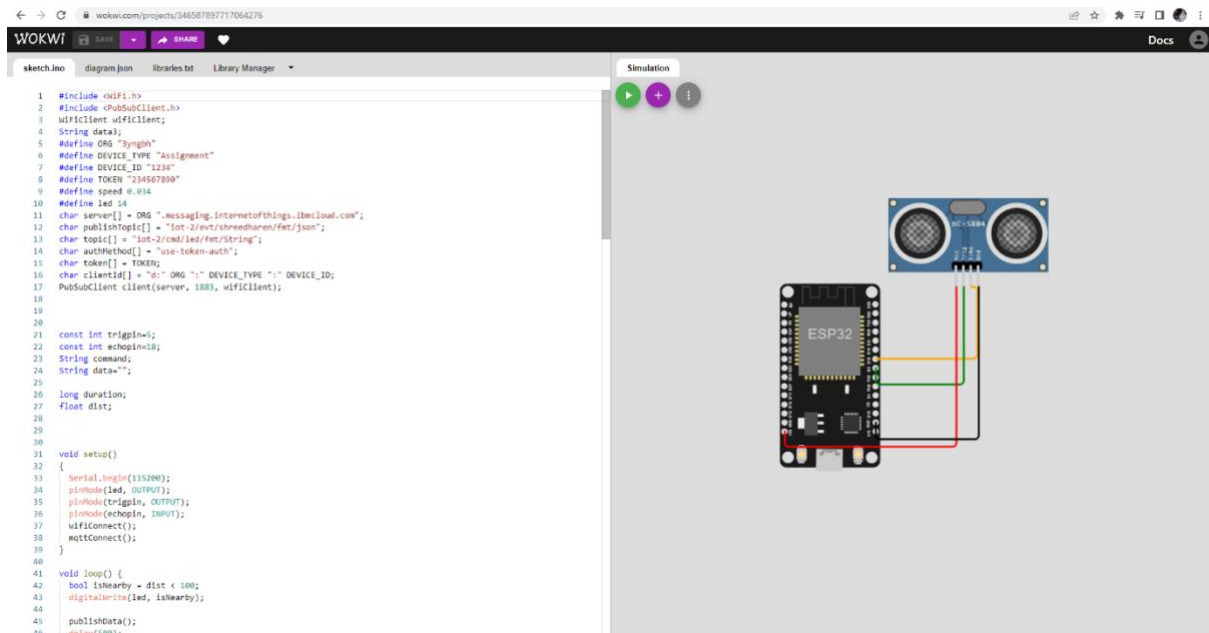 wokwi.com/projects/346587897717064276
WOKWI SAVE SHARE Docs
sketch.ino diagram.json libraries.txt Library Manager Simulation
1 #include <WiFi.h>
2 #include <PubSubClient.h>
3 WiFiClient wifiClient;
4 String data3;
5 #define ORG "3yngbh"
6 #define DEVICE_TYPE "Assignment"
7 #define DEVICE_ID "1234"
8 #define TOKEN "234567890"
9 #define speed 0.034
10 #define led 14
11 char server[] = ORG ".messaging.internetofthings.ibmcloud.com";
12 char publishTopic[] = "iot-2/evt/shreedharen/fmt/json";
13 char topic[] = "iot-2/cmd/led/fmt/String";
14 char authMethod[] = "use-token-auth";
15 char token[] = TOKEN;
16 char clientId[] = "d:" ORG ":" DEVICE_TYPE ":" DEVICE_ID;
17 PubSubClient client(server, 1883, wifiClient);
18
19
20
21 const int trigpin=5;
22 const int echopin=18;
23 String command;
24 String data="";
25
26 long duration;
27 float dist;
28
29
30
31 void setup()
32 {
33 Serial.begin(115200);
34 pinMode(led, OUTPUT);
35 pinMode(trigpin, OUTPUT);
36 pinMode(echopin, INPUT);
37 wifiConnect();
38 mqttConnect();
39 }
40
41 void loop() {
42 bool isNearby = dist < 100;
43 digitalWrite(led, isNearby);
44
45 publishData();
46 delay(500);
HC-SR04
ESP32